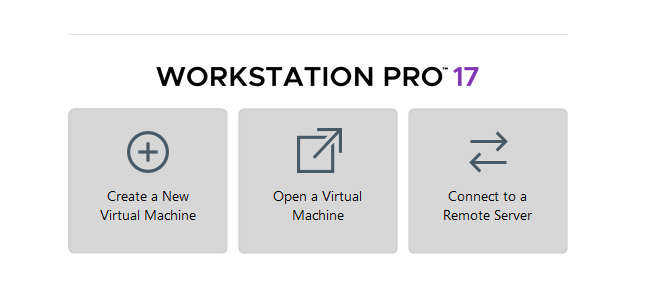 WORKSTATION PRO™ 17
Create a New
Virtual Machine
Open a Virtual
Machine
Connect to a
Remote Server